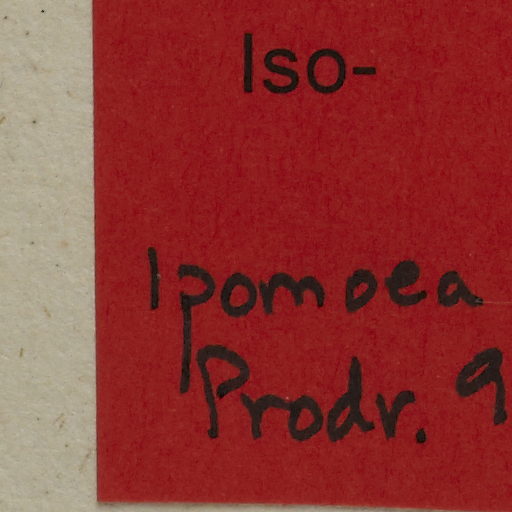 Iso-
Ipomoea
Prodr. 9